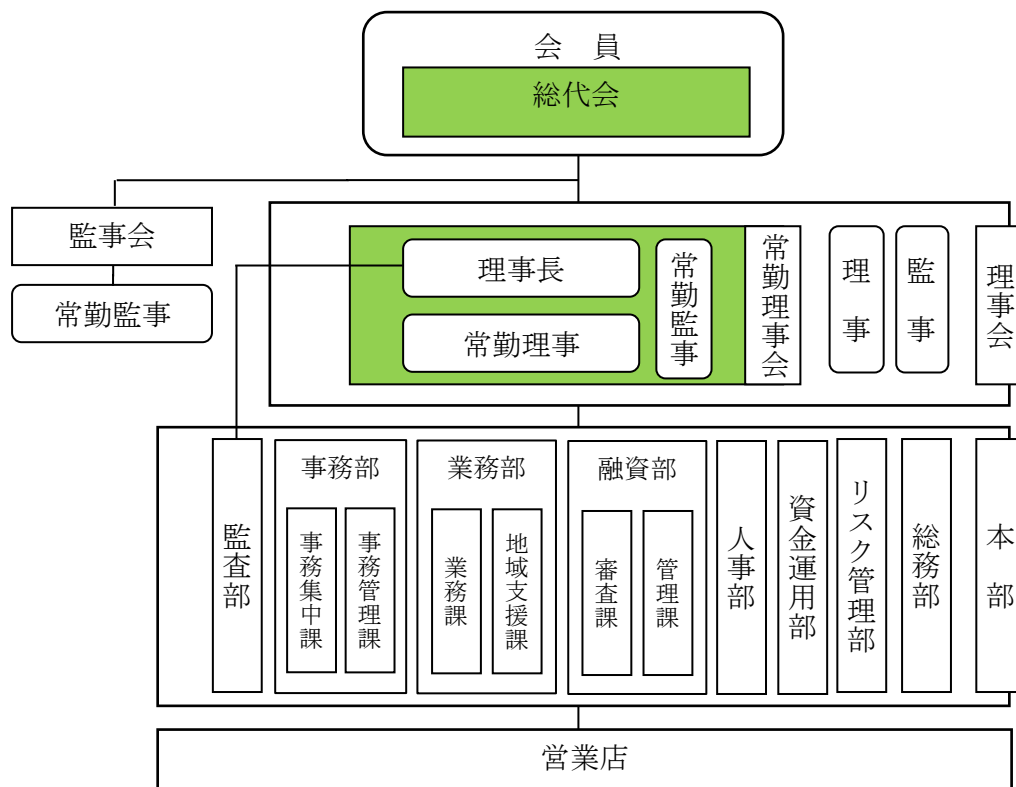 会員
総代会
監事会
常勤監事
理事長
常勤理事
常勤監事
常勤理事会
理事
監事
理事会
監査部
事務部
事務集中課
事務管理課
業務部
業務課
地域支援課
融資部
審査課
管理課
人事部
資金運用部
リスク管理部
総務部
本部
営業店